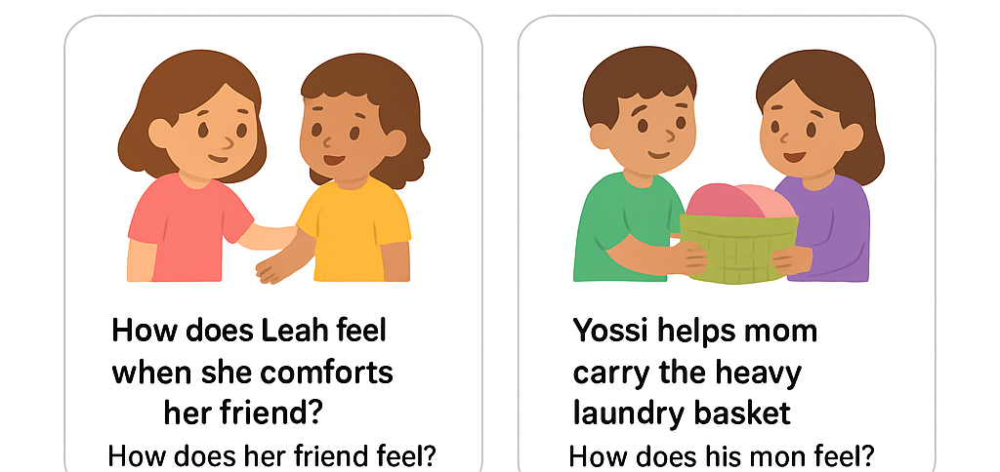 How does Leah feel
when she comforts
her friend?
How does her friend feel?
Yossi helps mom
carry the heavy
laundry basket
How does his mon feel?